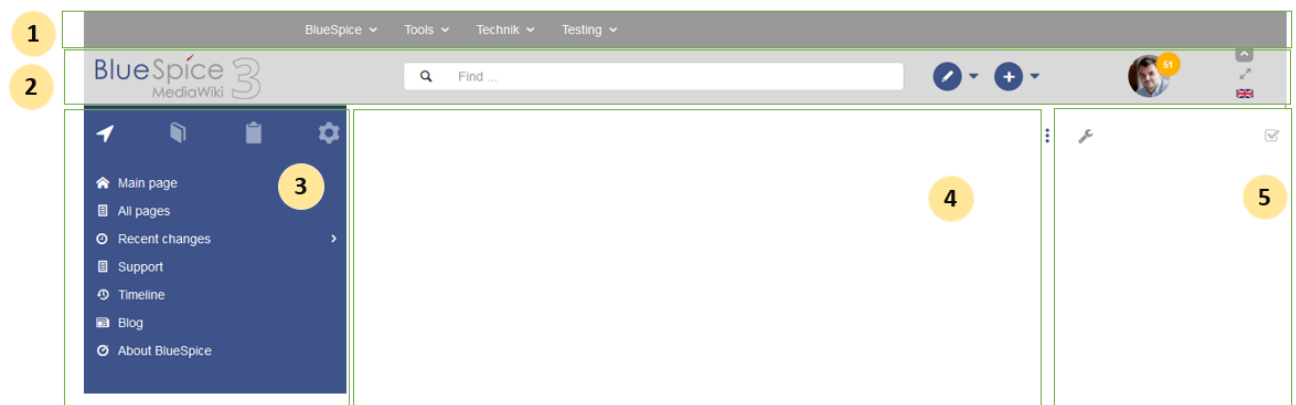 1
BlueSpice Tools Technik Testing
2
BlueSpice 3
MediaWiki
Find ...
51
3
Main page
All pages
Recent changes
Support
Timeline
Blog
About BlueSpice
4
5